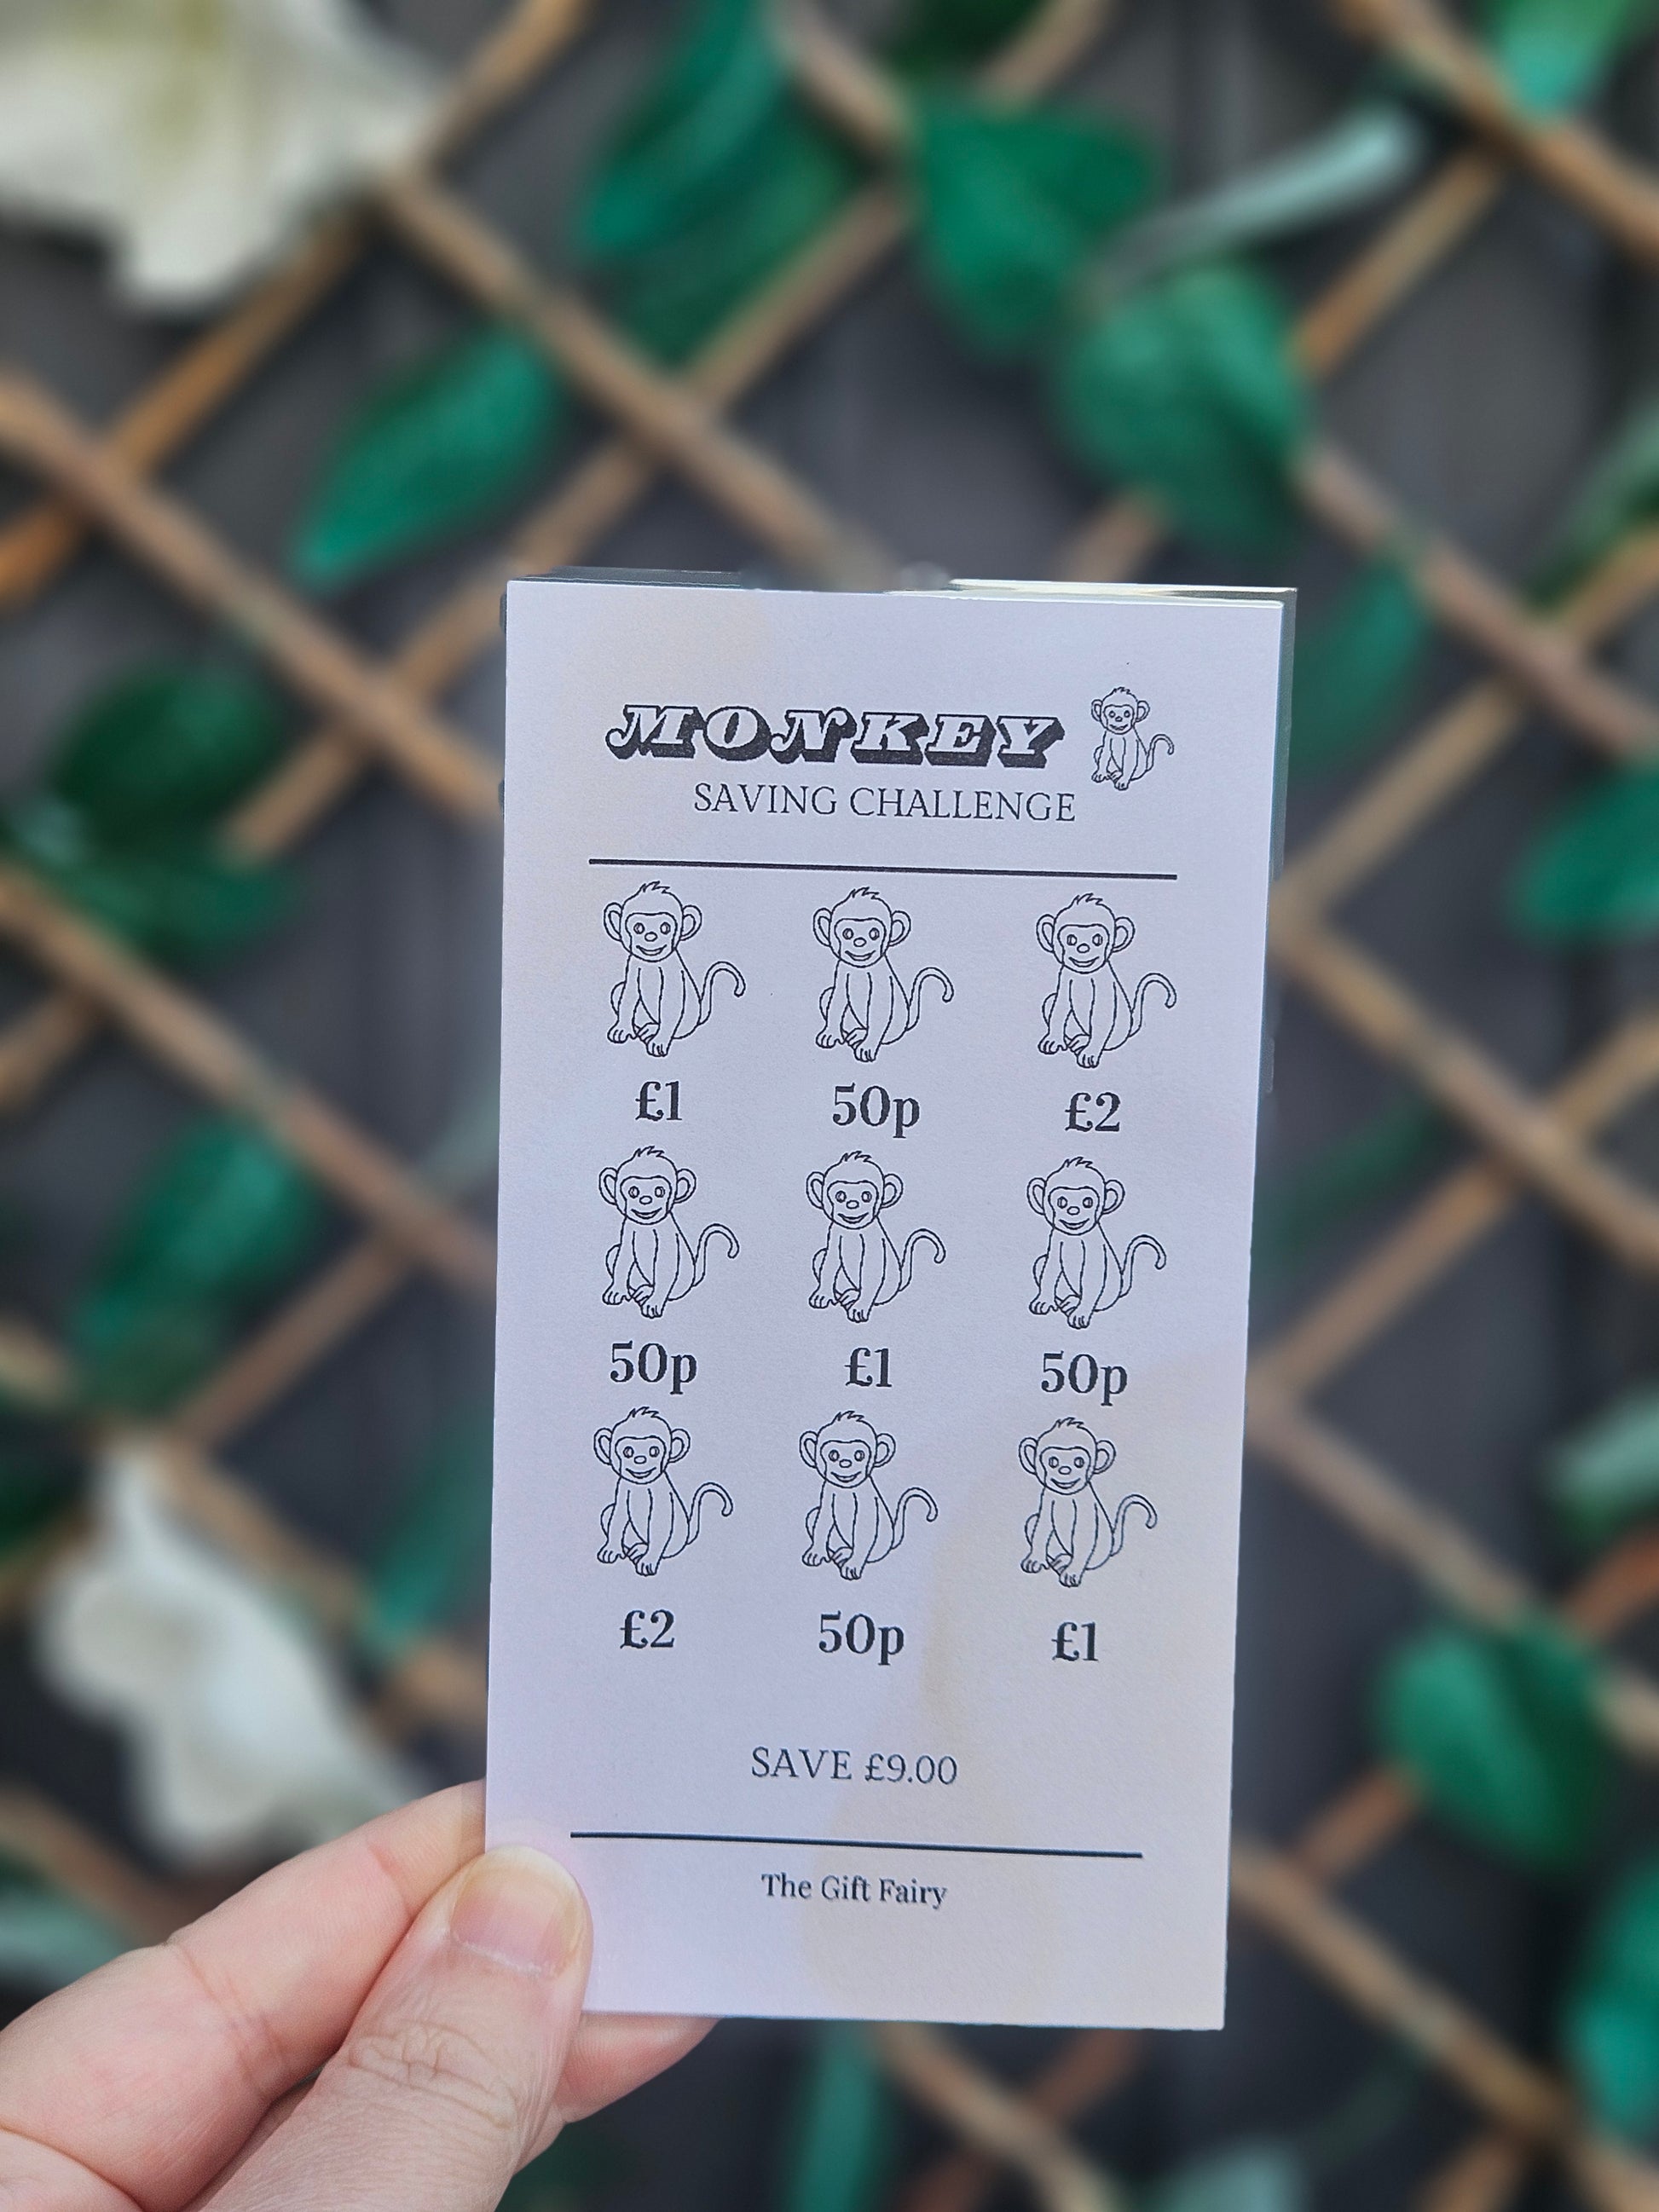 MONKEY
SAVING CHALLENGE
£1 50p £2
50p £1 50p
£2 50p £1
SAVE £9.00
The Gift Fairy